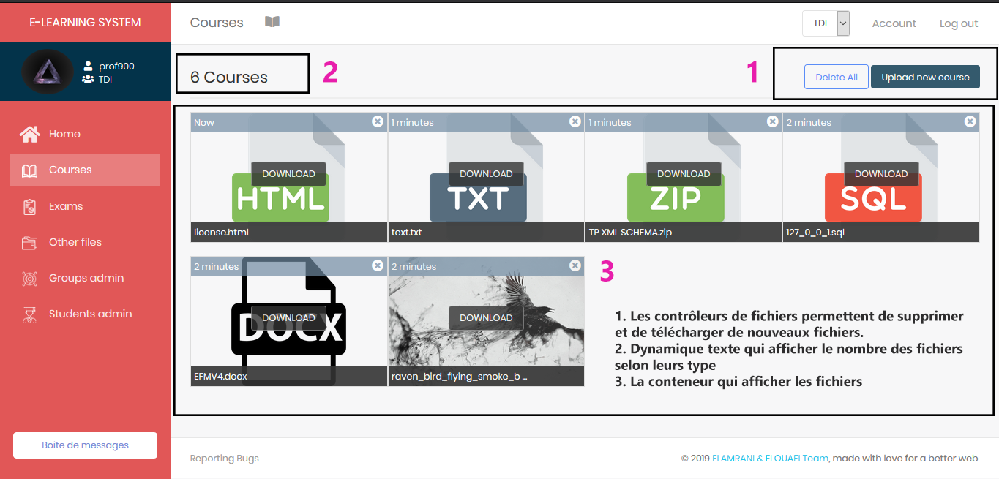 E-LEARNING SYSTEM
Courses
TDI
Account
Log out
prof900
TDI
6 Courses
2
1
Delete All
Upload new course
Home
Courses
Exams
Other files
Groups admin
Students admin
Boîte de messages
Now
1 minutes
1 minutes
2 minutes
DOWNLOAD
DOWNLOAD
DOWNLOAD
DOWNLOAD
HTML
TXT
ZIP
SQL
license.html
text.txt
TP XML SCHEMA.zip
127_0_0_1.sql
2 minutes
2 minutes
DOWNLOAD
DOWNLOAD
DOCX
EFMV4.docx
raven_bird_flying_smoke_b ...
3
1. Les contrôleurs de fichiers permettent de supprimer
et de télécharger de nouveaux fichiers.
2. Dynamique texte qui afficher le nombre des fichiers
selon leurs type
3. La conteneur qui afficher les fichiers
Reporting Bugs
© 2019 ELAMRANI & ELOUAFI Team, made with love for a better web